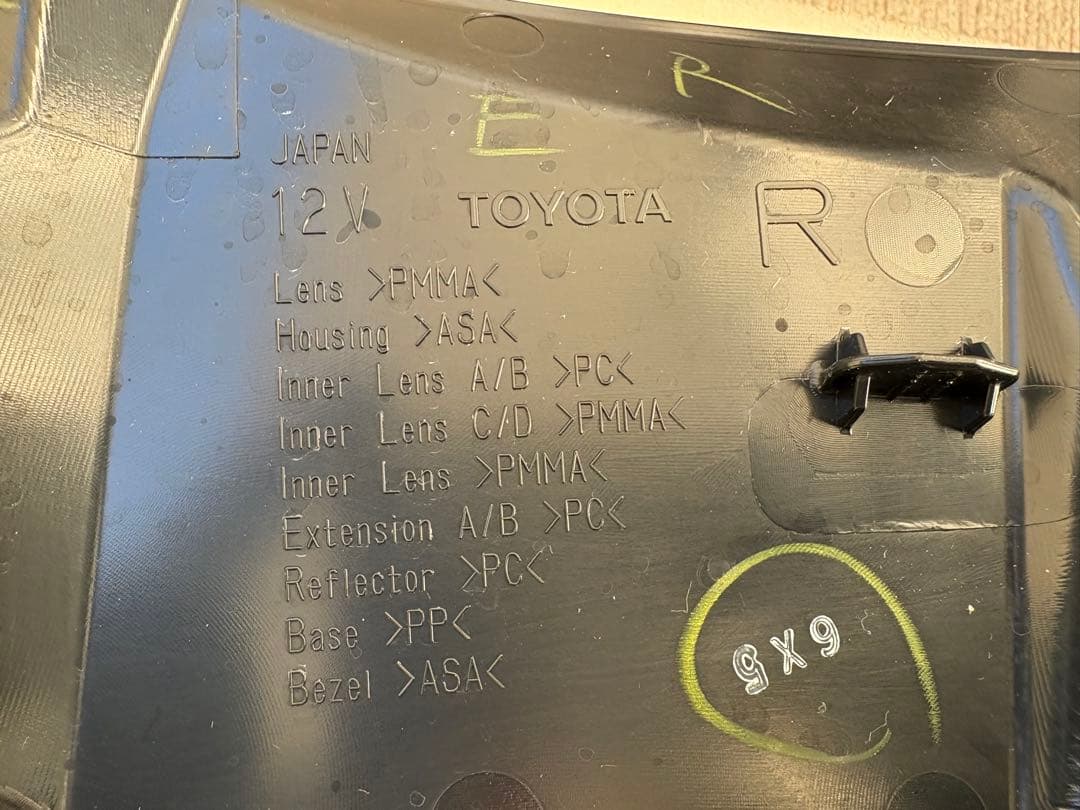 E R
JAPAN
12V TOYOTA R
Lens >PMMA<
Housing >ASA<
Inner Lens A/B >PC<
Inner Lens C/D >PMMA<
Inner Lens >PMMA<
Extension A/B >PC<
Reflector >PC<
Base >PP<
Bezel >ASA<